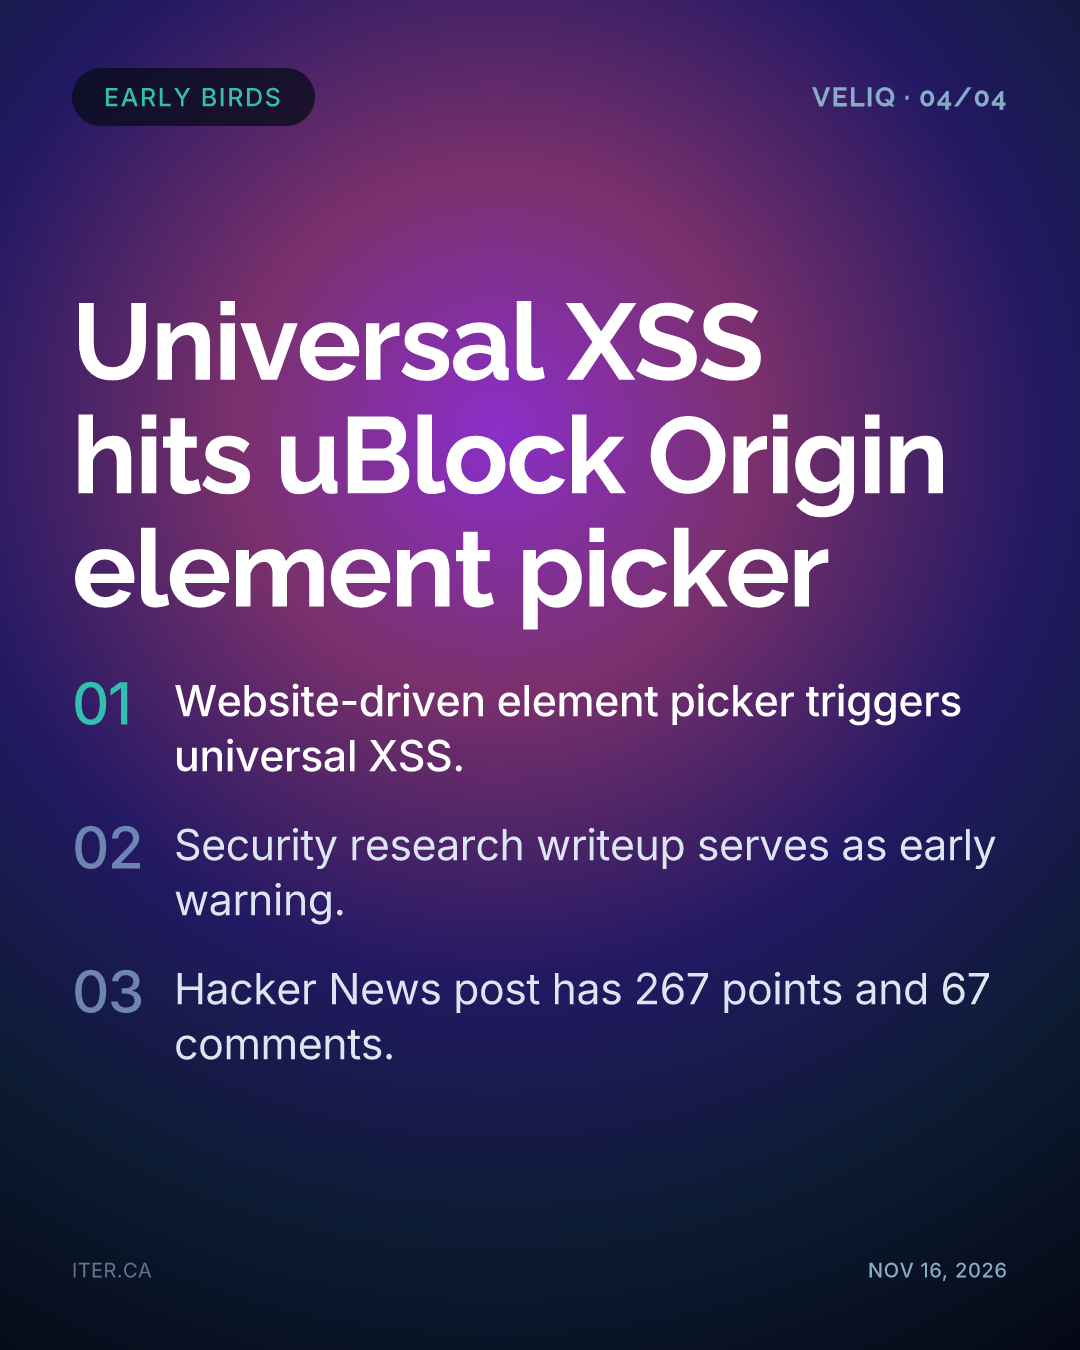 EARLY BIRDS
VELIQ · 04/04
Universal XSS
hits uBlock Origin
element picker
01 Website-driven element picker triggers
universal XSS.
02 Security research writeup serves as early
warning.
03 Hacker News post has 267 points and 67
comments.
ITER.CA
NOV 16, 2026